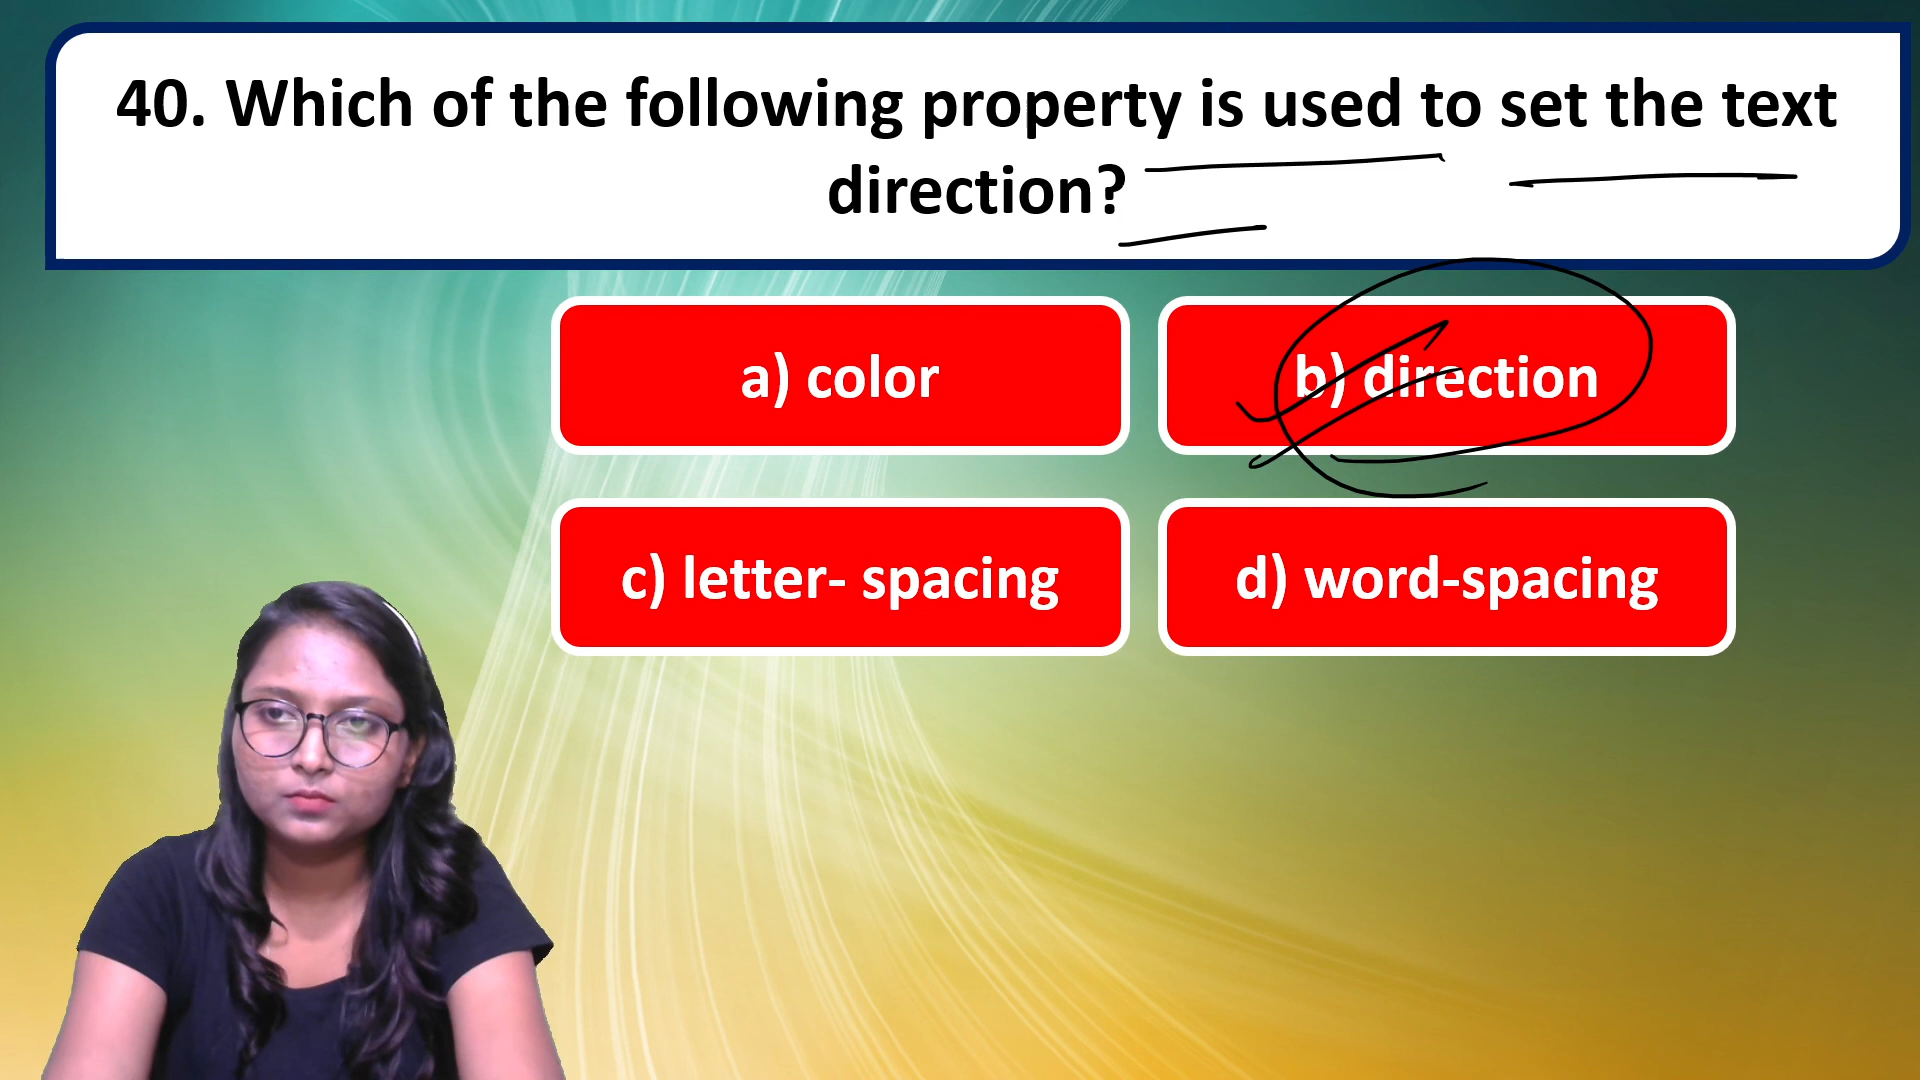 40. Which of the following property is used to set the text
direction?
a) color
b) direction
c) letter- spacing
d) word-spacing